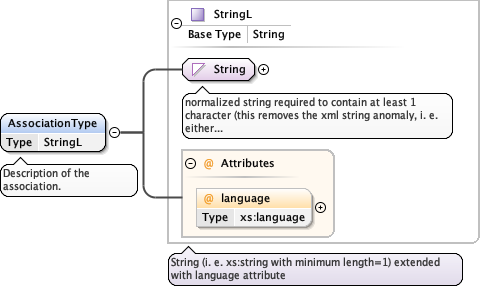 StringL
Base Type String
String
normalized string required to contain at least 1
character (this removes the xml string anomaly, i. e.
either...
AssociationType
Type StringL
Description of the
association.
@ Attributes
@ language
Type xs:language
String (i. e. xs:string with minimum length=1) extended
with language attribute